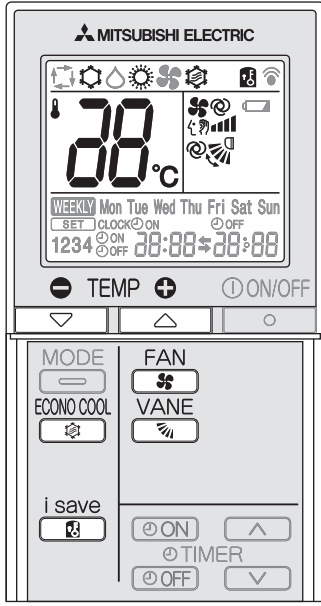 MITSUBISHI ELECTRIC
88°C
WEEKLY Mon Tue Wed Thu Fri Sat Sun
SET CLOCK ON OFF
1234 ON OFF 88:88 88:88
TEMP ON/OFF
MODE FAN
ECONO COOL VANE
i save
ON
TIMER
OFF